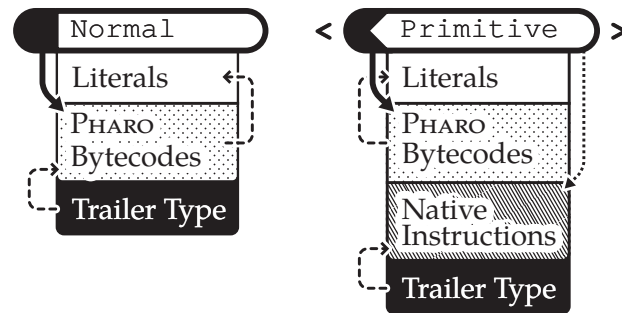 Normal
Literals
PHARO
Bytecodes
Trailer Type
< Primitive >
Literals
PHARO
Bytecodes
Native
Instructions
Trailer Type